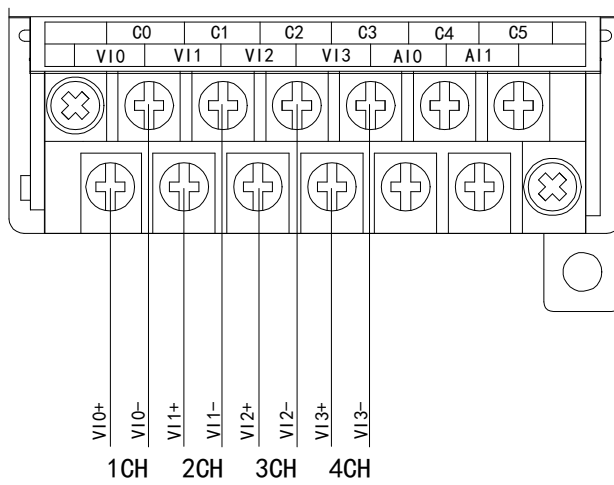 C0 C1 C2 C3 C4 C5
VI0 VI1 VI2 VI3 AI0 AI1
VI0+ VI0- VI1+ VI1- VI2+ VI2- VI3+ VI3-
1CH 2CH 3CH 4CH